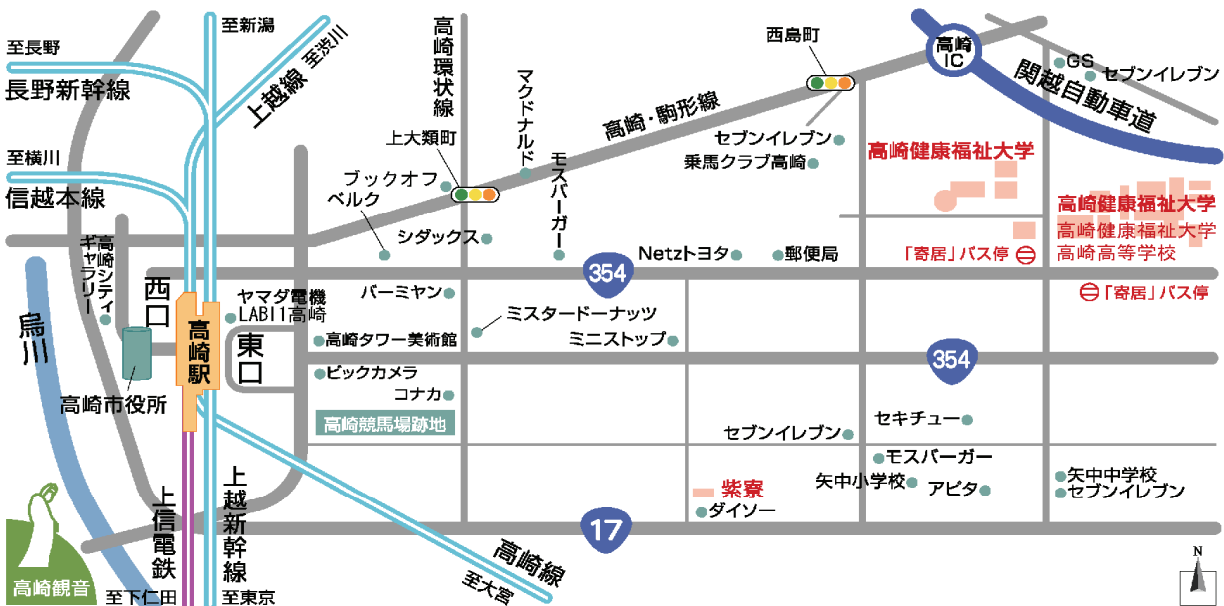 至新潟
至長野
長野新幹線
上越線
至渋川
至横川
信越本線
高崎環状線
上大類町
マクドナルド
高崎・駒形線
西島町
高崎
IC
関越自動車道
GS
セブンイレブン
セブンイレブン
乗馬クラブ高崎
高崎健康福祉大学
高崎健康福祉大学
高崎健康福祉大学
高崎高等学校
「寄居」バス停
「寄居」バス停
ブックオフ
ベルク
シダックス
モスバーガー
Netzトヨタ
郵便局
354
高崎シティ
ギャラリー
西口
高崎駅
ヤマダ電機
LABI1高崎
東口
バーミヤン
ミスタードーナッツ
高崎タワー美術館
ミニストップ
354
烏川
高崎市役所
ビックカメラ
コナカ
高崎競馬場跡地
セキチュー
セブンイレブン
モスバーガー
矢中小学校
アピタ
矢中中学校
セブンイレブン
紫寮
ダイソー
17
上信電鉄
上越新幹線
高崎線
至大宮
高崎観音
至下仁田
至東京
N